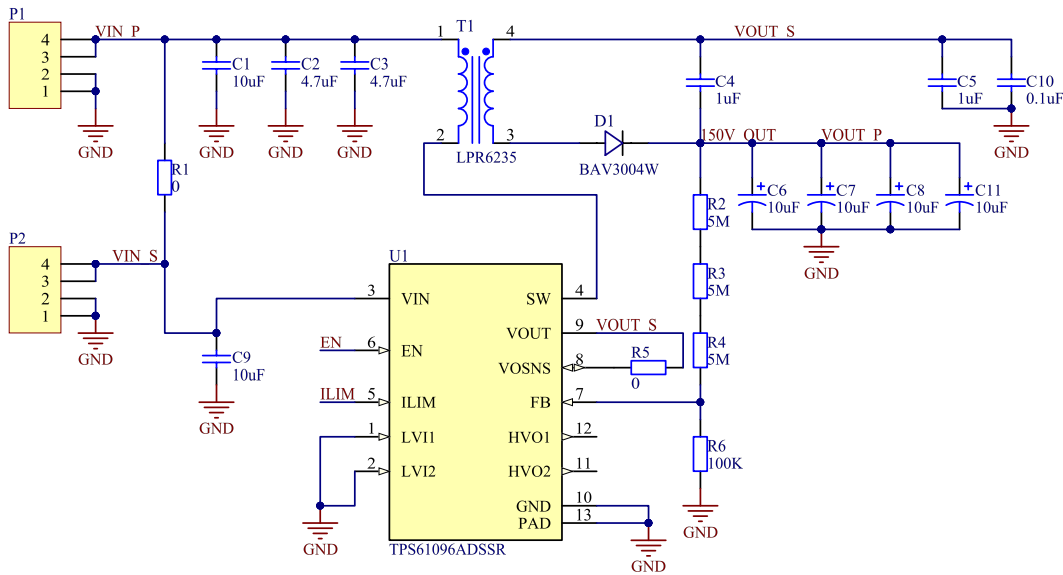 P1
4
3
2
1
VIN_P
GND
C1
10uF
GND
C2
4.7uF
GND
C3
4.7uF
GND
T1
1
2
4
3
LPR6235
VOUT_S
C4
1uF
C5
1uF
C10
0.1uF
GND
D1
BAV3004W
150V_OUT
VOUT_P
C6
10uF
C7
10uF
C8
10uF
C11
10uF
GND
R1
0
R2
5M
R3
5M
R4
5M
R6
100K
GND
P2
4
3
2
1
VIN_S
GND
C9
10uF
GND
U1
3
VIN
EN
6
EN
ILIM
5
ILIM
1
LVI1
2
LVI2
GND
SW
4
VOUT
9
VOUT_S
VOSNS
8
R5
0
FB
7
HVO1
12
HVO2
11
GND
10
PAD
13
GND
TPS61096ADSSR